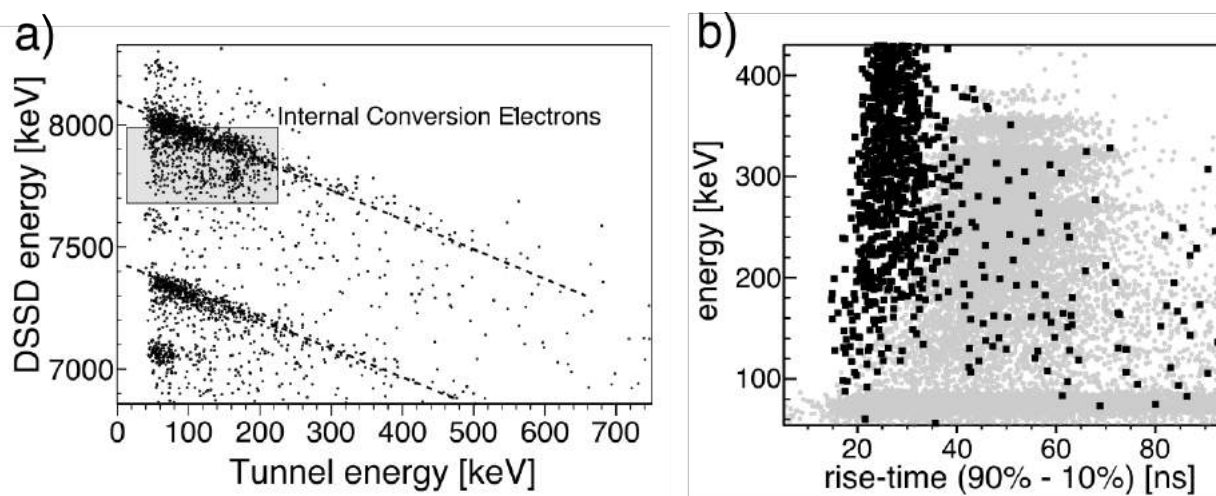 a)
DSSD energy [keV]
8000
7500
7000
Internal Conversion Electrons
0 100 200 300 400 500 600 700
Tunnel energy [keV]
b)
energy [keV]
400
300
200
100
20 40 60 80
rise-time (90% - 10%) [ns]